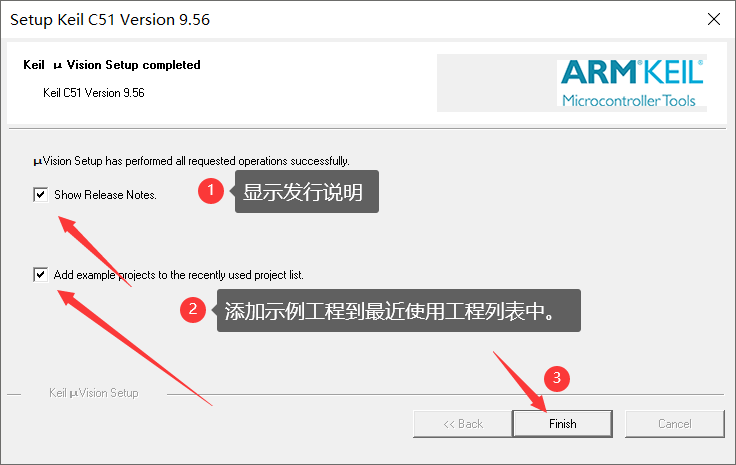 Setup Keil C51 Version 9.56
Keil μ Vision Setup completed
Keil C51 Version 9.56
ARM KEIL
Microcontroller Tools
μVision Setup has performed all requested operations successfully.
Show Release Notes.
1 显示发行说明
Add example projects to the recently used project list.
2 添加示例工程到最近使用工程列表中。
3
Keil μVision Setup
<< Back
Finish
Cancel